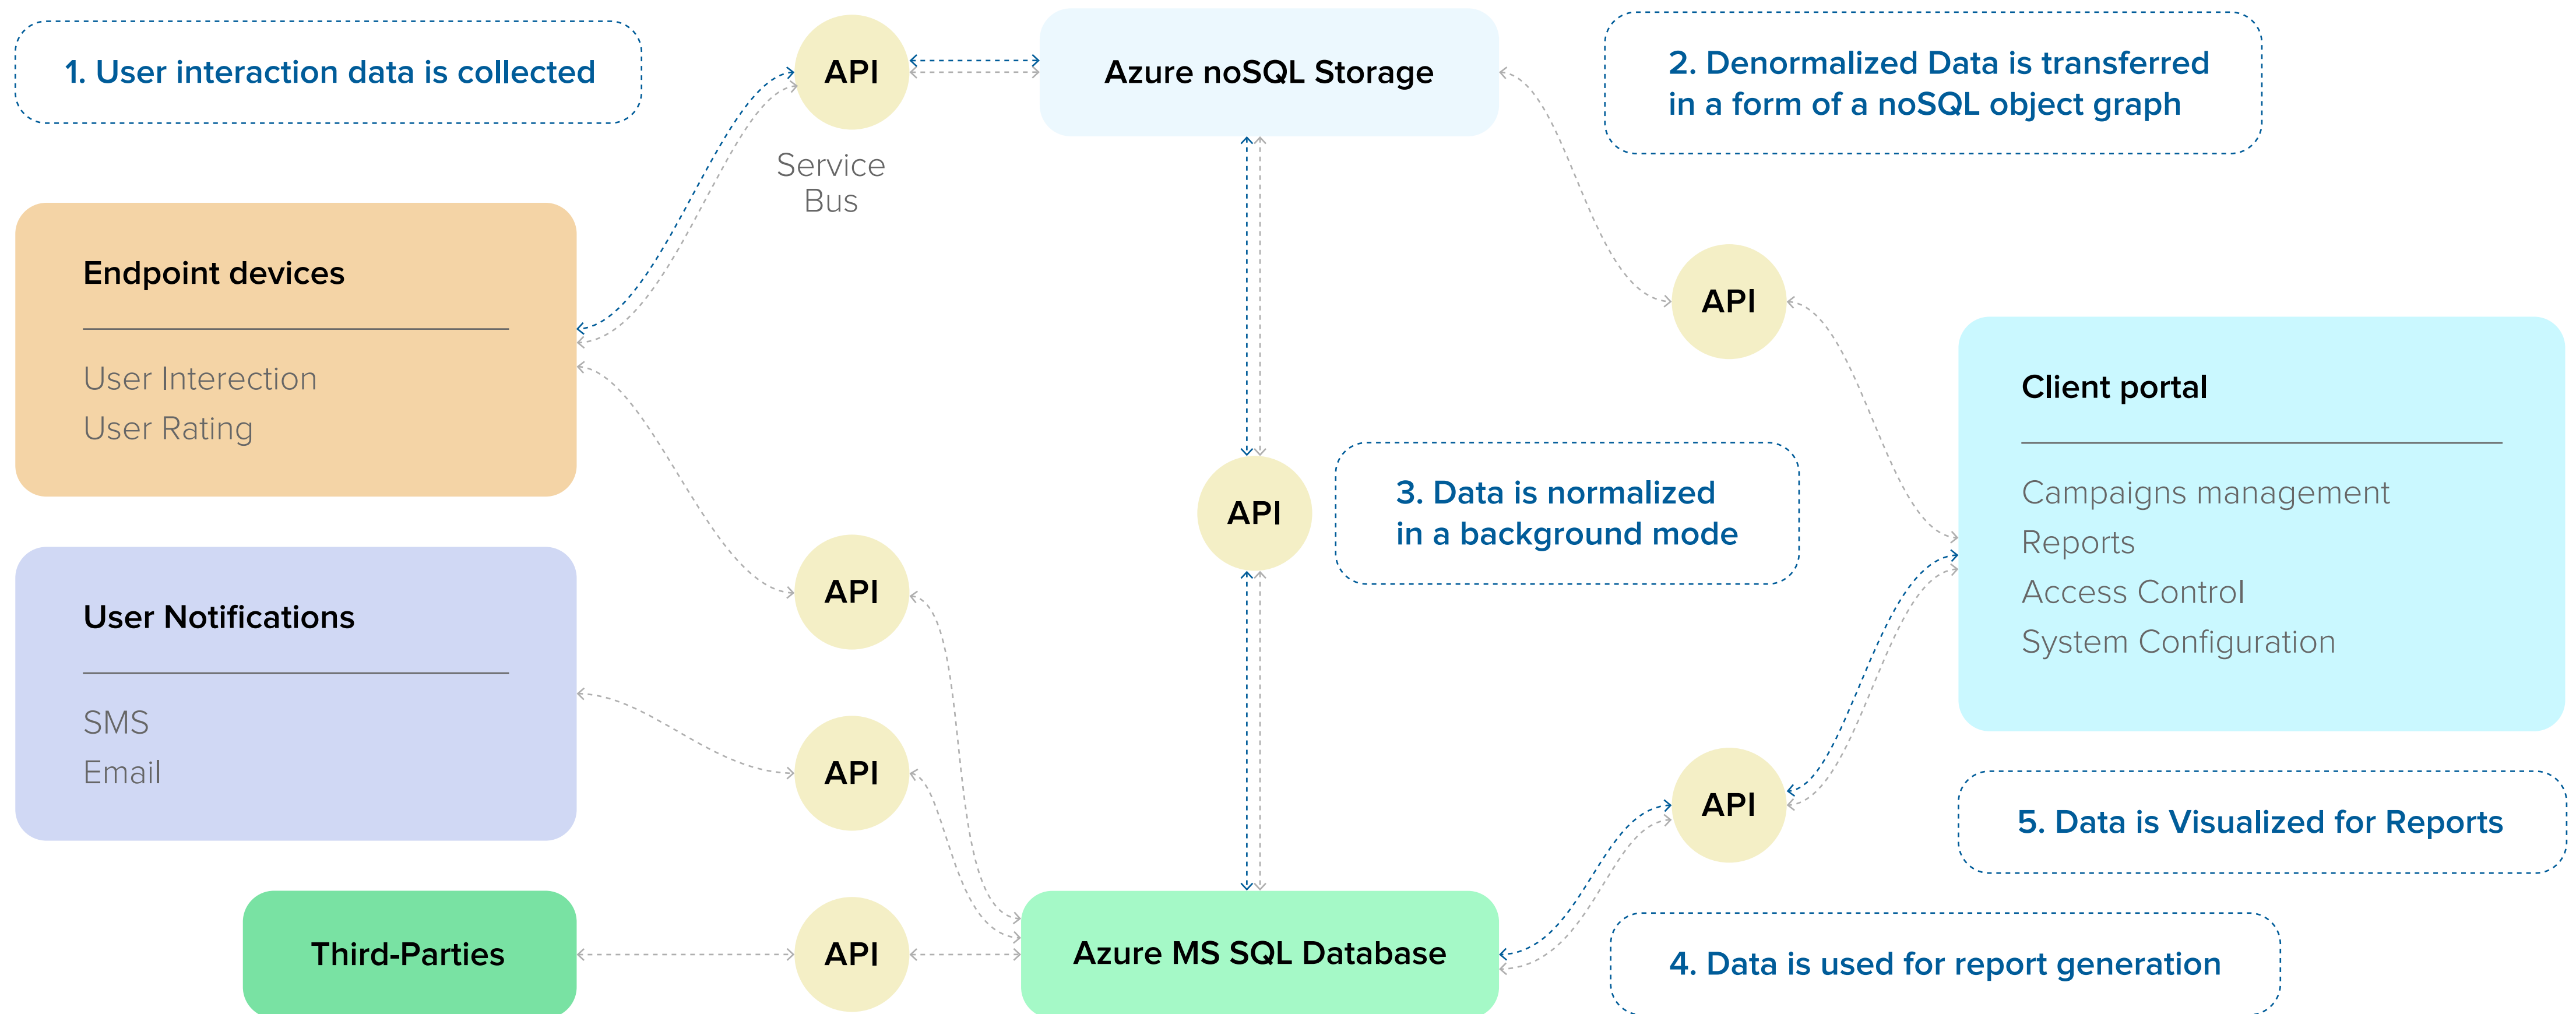 1. User interaction data is collected
API
Service
Bus
Azure noSQL Storage
2. Denormalized Data is transferred
in a form of a noSQL object graph
Endpoint devices
User Interection
User Rating
API
Client portal
Campaigns management
Reports
Access Control
System Configuration
API
3. Data is normalized
in a background mode
API
User Notifications
SMS
Email
API
API
5. Data is Visualized for Reports
Third-Parties
API
Azure MS SQL Database
4. Data is used for report generation